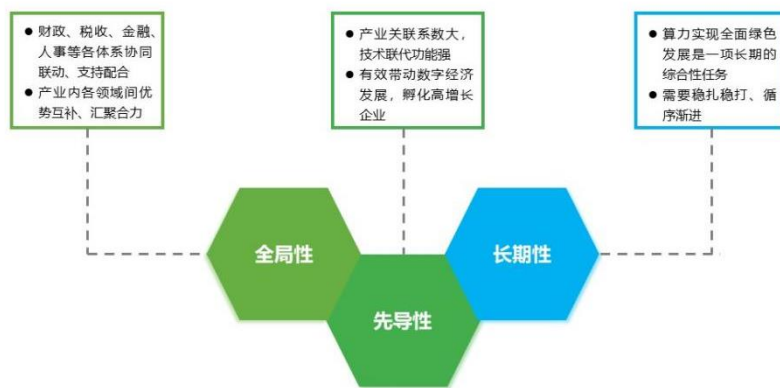 ● 财政、税收、金融、
人事等各体系协同
联动、支持配合
● 产业内各领域间优
势互补、汇聚合力
● 产业关联系数大，
技术联代功能强
● 有效带动数字经济
发展，孵化高增长
企业
● 算力实现全面绿色
发展是一项长期的
综合性任务
● 需要稳扎稳打、循
序渐进
全局性
先导性
长期性